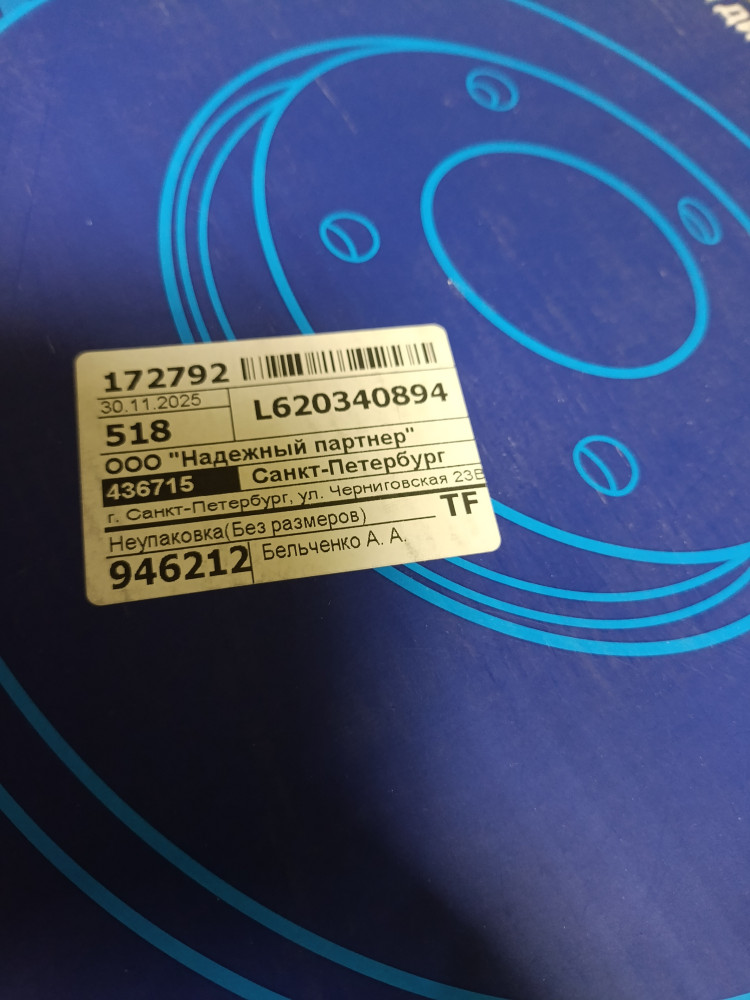 172792
30.11.2025
L620340894
518
ООО "Надежный партнер"
436715 Санкт-Петербург
г. Санкт-Петербург, ул. Черниговская 23В
TF
Неупаковка(Без размеров)
946212 Бельченко А. А.